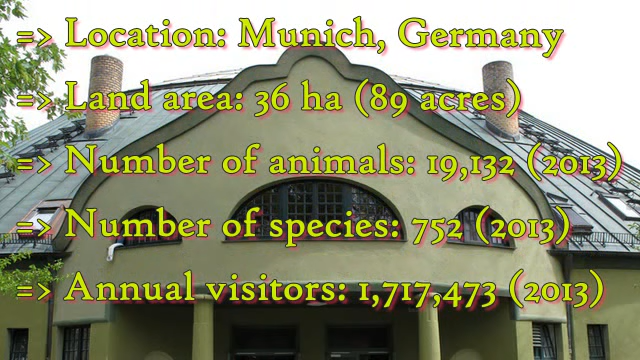 => Location: Munich, Germany
=> Land area: 36 ha (89 acres)
=> Number of animals: 19,132 (2013)
=> Number of species: 752 (2013)
=> Annual visitors: 1,717,473 (2013)